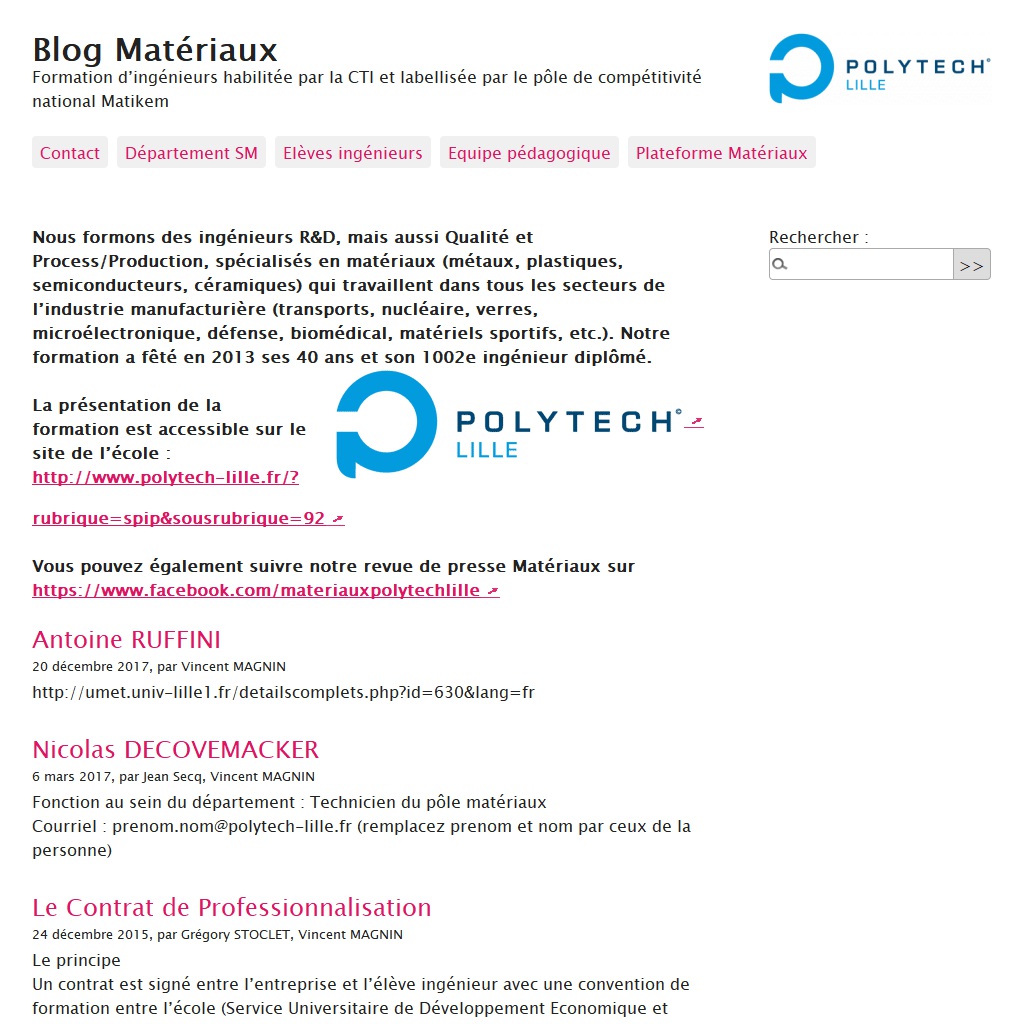 Blog Matériaux
Formation d’ingénieurs habilitée par la CTI et labellisée par le pôle de compétitivité
national Matikem
POLYTECH©
LILLE
Contact
Département SM
Elèves ingénieurs
Equipe pédagogique
Plateforme Matériaux
Nous formons des ingénieurs R&D, mais aussi Qualité et
Process/Production, spécialisés en matériaux (métaux, plastiques,
semiconducteurs, céramiques) qui travaillent dans tous les secteurs de
l’industrie manufacturière (transports, nucléaire, verres,
microélectronique, défense, biomédical, matériels sportifs, etc.). Notre
formation a fêté en 2013 ses 40 ans et son 1002e ingénieur diplômé.
Rechercher :
>>
La présentation de la
formation est accessible sur le
site de l’école :
http://www.polytech-lille.fr/?
rubrique=spip&sousrubrique=92
POLYTECH©
LILLE
Vous pouvez également suivre notre revue de presse Matériaux sur
https://www.facebook.com/materiauxpolytechlille
Antoine RUFFINI
20 décembre 2017, par Vincent MAGNIN
http://umet.univ-lille1.fr/detailscomplets.php?id=630&lang=fr
Nicolas DECOVEMACKER
6 mars 2017, par Jean Secq, Vincent MAGNIN
Fonction au sein du département : Technicien du pôle matériaux
Courriel : prenom.nom@polytech-lille.fr (remplacez prenom et nom par ceux de la
personne)
Le Contrat de Professionnalisation
24 décembre 2015, par Grégory STOCLET, Vincent MAGNIN
Le principe
Un contrat est signé entre l’entreprise et l’élève ingénieur avec une convention de
formation entre l’école (Service Universitaire de Développement Economique et